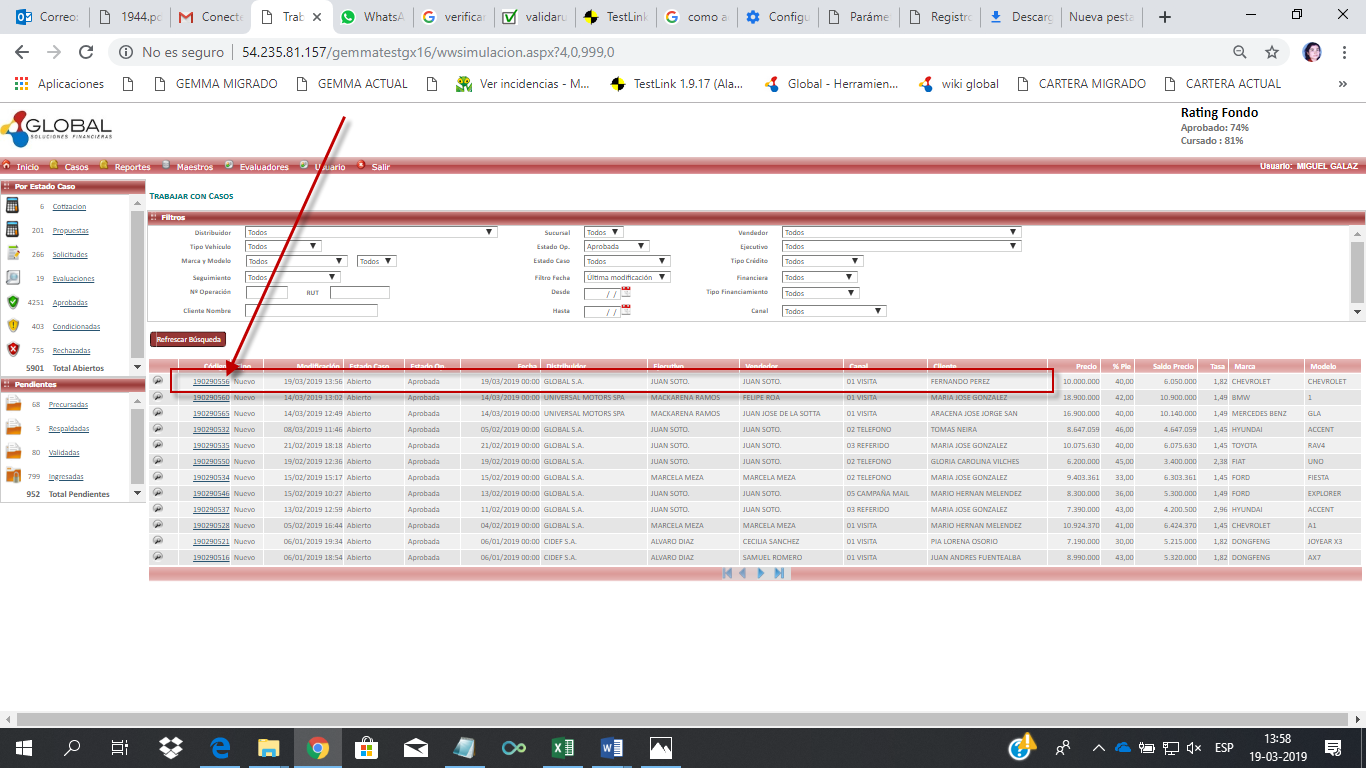 Correo: 1944.pd Conecte Trab WhatsA verificar validaru TestLink como a Configu Parámet Registro Descarg Nueva pesta
No es seguro 54.235.81.157/gemmatestgx16/wwsimulacion.aspx?4,0,999,0
Aplicaciones GEMMA MIGRADO GEMMA ACTUAL Ver incidencias - M... TestLink 1.9.17 (Ala... Global - Herramien... wiki global CARTERA MIGRADO CARTERA ACTUAL »
GLOBAL
SOLUCIONES FINANCIERAS
Rating Fondo
Aprobado: 74%
Cursado : 81%
Inicio Casos Reportes Maestros Evaluadores Usuario Salir Usuario: MIGUEL GALAZ
Por Estado Caso
6 Cotizacion
201 Propuestas
266 Solicitudes
19 Evaluaciones
4251 Aprobadas
403 Condicionadas
755 Rechazadas
5901 Total Abiertos
Pendientes
68 Precursadas
5 Respaldadas
80 Validadas
799 Ingresadas
952 Total Pendientes
TRABAJAR CON CASOS
Filtros
Distribuidor Todos Sucursal Todos Vendedor Todos
Tipo Vehículo Todos Estado Op. Aprobada Ejecutivo Todos
Marca y Modelo Todos Todos Estado Caso Todos Tipo Crédito Todos
Seguimiento Todos Filtro Fecha Última modificación Financiera Todos
Nº Operación RUT Desde / / Tipo Financiamiento Todos
Cliente Nombre Hasta / / Canal Todos
Refrescar Búsqueda
Código Tipo Modificación Estado Caso Estado Op. Fecha Distribuidor Ejecutivo Vendedor Canal Cliente Precio % Pie Saldo Precio Tasa Marca Modelo
190290556 Nuevo 19/03/2019 13:56 Abierto Aprobada 19/03/2019 00:00 GLOBAL S.A. JUAN SOTO. JUAN SOTO. 01 VISITA FERNANDO PEREZ 10.000.000 40,00 6.050.000 1,82 CHEVROLET CHEVROLET
190290560 Nuevo 14/03/2019 13:02 Abierto Aprobada 14/03/2019 00:00 UNIVERSAL MOTORS SPA MACKARENA RAMOS FELIPE ROA 01 VISITA MARIA JOSE GONZALEZ 18.900.000 42,00 10.900.000 1,49 BMW 1
190290565 Nuevo 14/03/2019 12:49 Abierto Aprobada 14/03/2019 00:00 UNIVERSAL MOTORS SPA MACKARENA RAMOS JUAN JOSE DE LA SOTTA 01 VISITA ARACENA JOSE JORGE SAN 16.900.000 40,00 10.140.000 1,49 MERCEDES BENZ GLA
190290532 Nuevo 08/03/2019 11:46 Abierto Aprobada 05/02/2019 00:00 GLOBAL S.A. JUAN SOTO. JUAN SOTO. 02 TELEFONO TOMAS NEIRA 8.647.059 46,00 4.647.059 1,45 HYUNDAI ACCENT
190290535 Nuevo 21/02/2019 18:18 Abierto Aprobada 21/02/2019 00:00 GLOBAL S.A. JUAN SOTO. JUAN SOTO. 03 REFERIDO MARIA JOSE GONZALEZ 10.075.630 40,00 6.075.630 1,45 TOYOTA RAV4
190290550 Nuevo 19/02/2019 12:36 Abierto Aprobada 19/02/2019 00:00 GLOBAL S.A. JUAN SOTO. JUAN SOTO. 02 TELEFONO GLORIA CAROLINA VILCHES 6.200.000 45,00 3.400.000 2,38 FIAT UNO
190290534 Nuevo 15/02/2019 15:17 Abierto Aprobada 15/02/2019 00:00 GLOBAL S.A. MARCELA MEZA MARCELA MEZA 02 TELEFONO MARIA JOSE GONZALEZ 9.403.361 33,00 6.303.361 1,45 FORD FIESTA
190290546 Nuevo 15/02/2019 10:27 Abierto Aprobada 13/02/2019 00:00 GLOBAL S.A. JUAN SOTO. JUAN SOTO. 05 CAMPAÑA MAIL MARIO HERNAN MELENDEZ 8.300.000 36,00 5.300.000 1,49 FORD EXPLORER
190290537 Nuevo 13/02/2019 12:59 Abierto Aprobada 11/02/2019 00:00 GLOBAL S.A. JUAN SOTO. JUAN SOTO. 03 REFERIDO MARIA JOSE GONZALEZ 7.390.000 43,00 4.200.500 2,96 HYUNDAI ACCENT
190290528 Nuevo 05/02/2019 16:44 Abierto Aprobada 04/02/2019 00:00 GLOBAL S.A. MARCELA MEZA MARCELA MEZA 01 VISITA MARIO HERNAN MELENDEZ 10.924.370 41,00 6.424.370 1,45 CHEVROLET A1
190290521 Nuevo 06/01/2019 19:34 Abierto Aprobada 06/01/2019 00:00 CIDEF S.A. ALVARO DIAZ CECILIA SANCHEZ 01 VISITA PIA LORENA OSORIO 7.190.000 30,00 5.215.000 1,82 DONGFENG JOYEAR X3
190290516 Nuevo 06/01/2019 18:54 Abierto Aprobada 06/01/2019 00:00 CIDEF S.A. ALVARO DIAZ SAMUEL ROMERO 01 VISITA JUAN ANDRES FUENTEALBA 8.990.000 43,00 5.320.000 1,82 DONGFENG AX7
ESP 13:58
19-03-2019